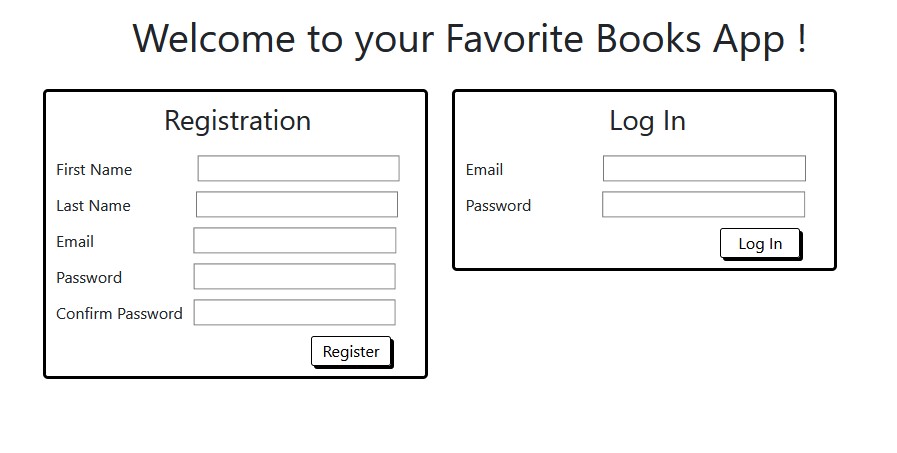 Welcome to your Favorite Books App !
Registration
First Name
Last Name
Email
Password
Confirm Password
Register
Log In
Email
Password
Log In